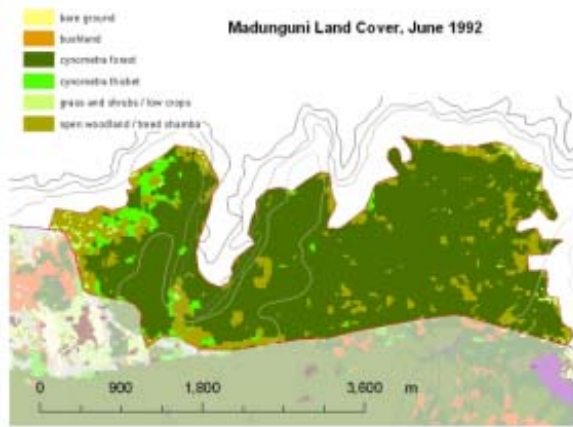 Madunguni Land Cover, June 1992
bare ground
bushland
cynometra forest
cynometra thicket
grass and shrubs / low crops
open woodland / treed shamba
0 900 1,800 3,600 m